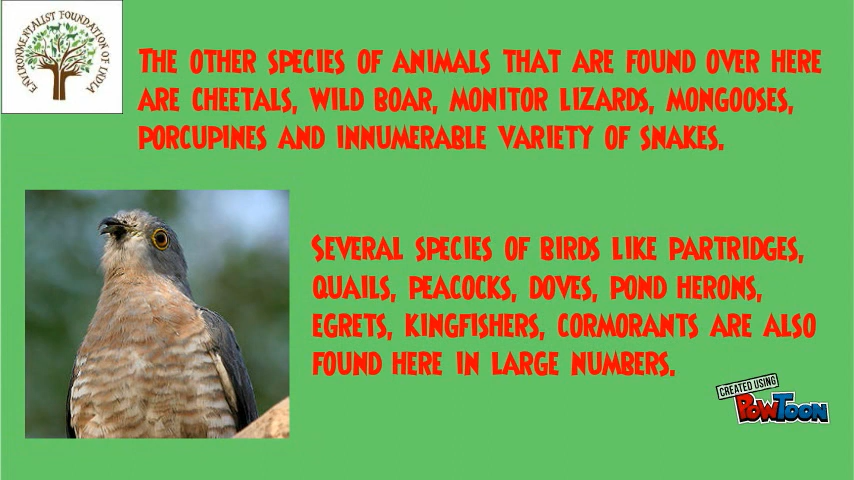 ENVIRONMENTALIST FOUNDATION OF INDIA
THE OTHER SPECIES OF ANIMALS THAT ARE FOUND OVER HERE
ARE CHEETALS, WILD BOAR, MONITOR LIZARDS, MONGOOSES,
PORCUPINES AND INNUMERABLE VARIETY OF SNAKES.
SEVERAL SPECIES OF BIRDS LIKE PARTRIDGES,
QUAILS, PEACOCKS, DOVES, POND HERONS,
EGRETS, KINGFISHERS, CORMORANTS ARE ALSO
FOUND HERE IN LARGE NUMBERS.
CREATED USING
POWTOON